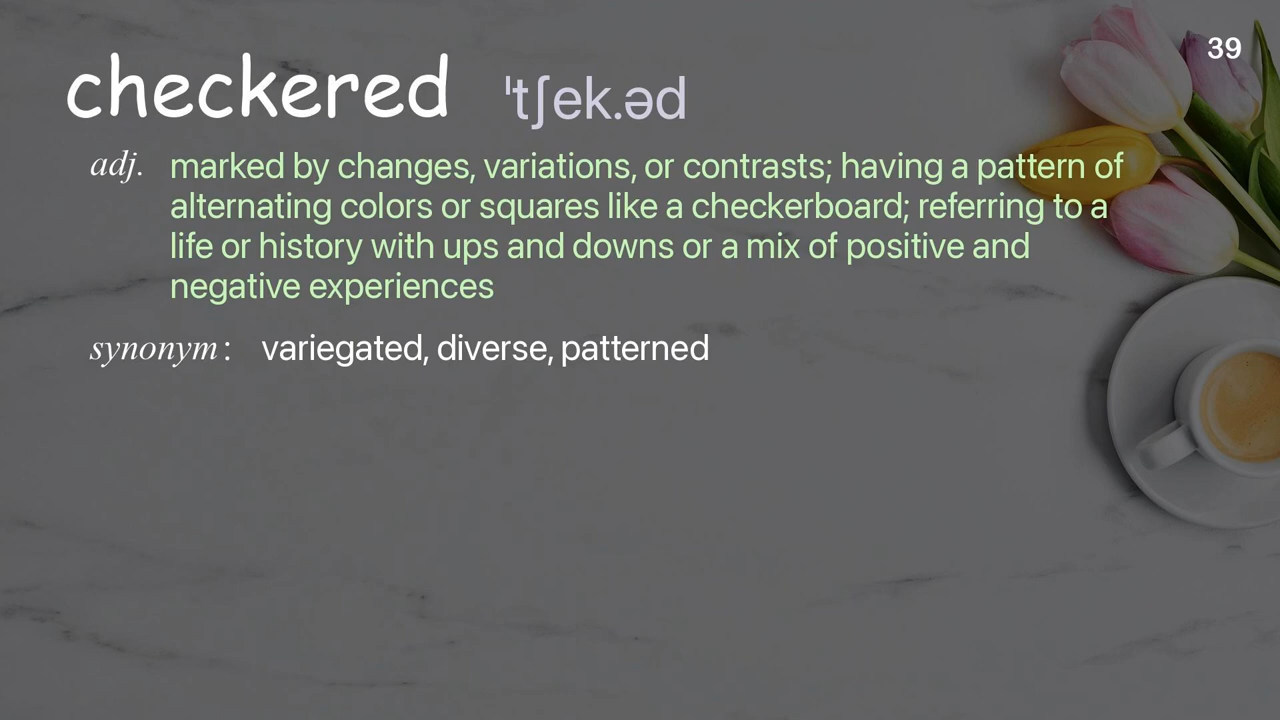 39
checkered ˈtʃek.əd
adj. marked by changes, variations, or contrasts; having a pattern of
alternating colors or squares like a checkerboard; referring to a
life or history with ups and downs or a mix of positive and
negative experiences
synonym : variegated, diverse, patterned